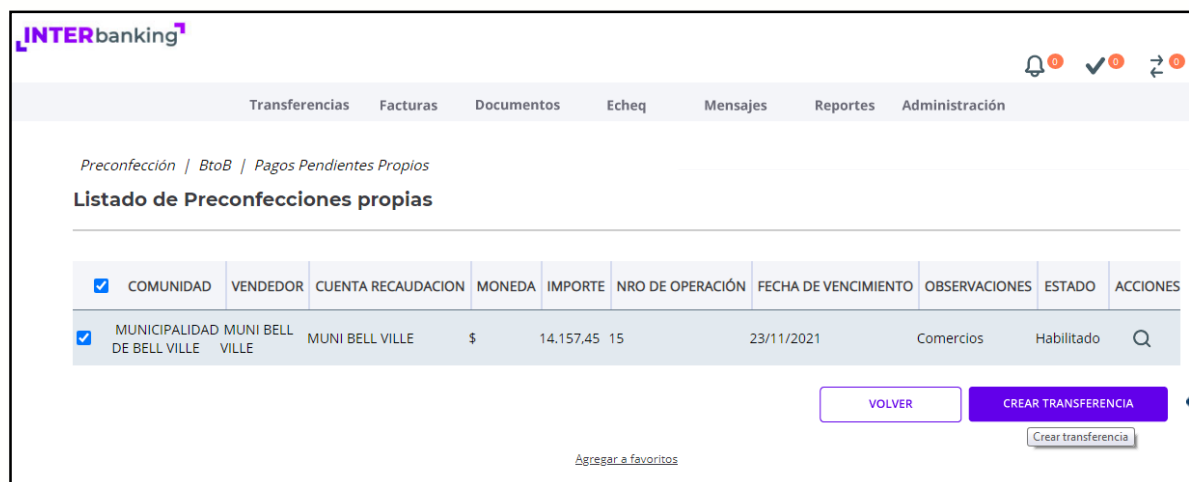 INTERbanking
0 0 0
Transferencias Facturas Documentos Echeq Mensajes Reportes Administración
Preconfección | BtoB | Pagos Pendientes Propios
Listado de Preconfecciones propias
COMUNIDAD VENDEDOR CUENTA RECAUDACION MONEDA IMPORTE NRO DE OPERACIÓN FECHA DE VENCIMIENTO OBSERVACIONES ESTADO ACCIONES
MUNICIPALIDAD MUNI BELL
DE BELL VILLE VILLE MUNI BELL VILLE $ 14.157,45 15 23/11/2021 Comercios Habilitado
VOLVER CREAR TRANSFERENCIA
Crear transferencia
Agregar a favoritos